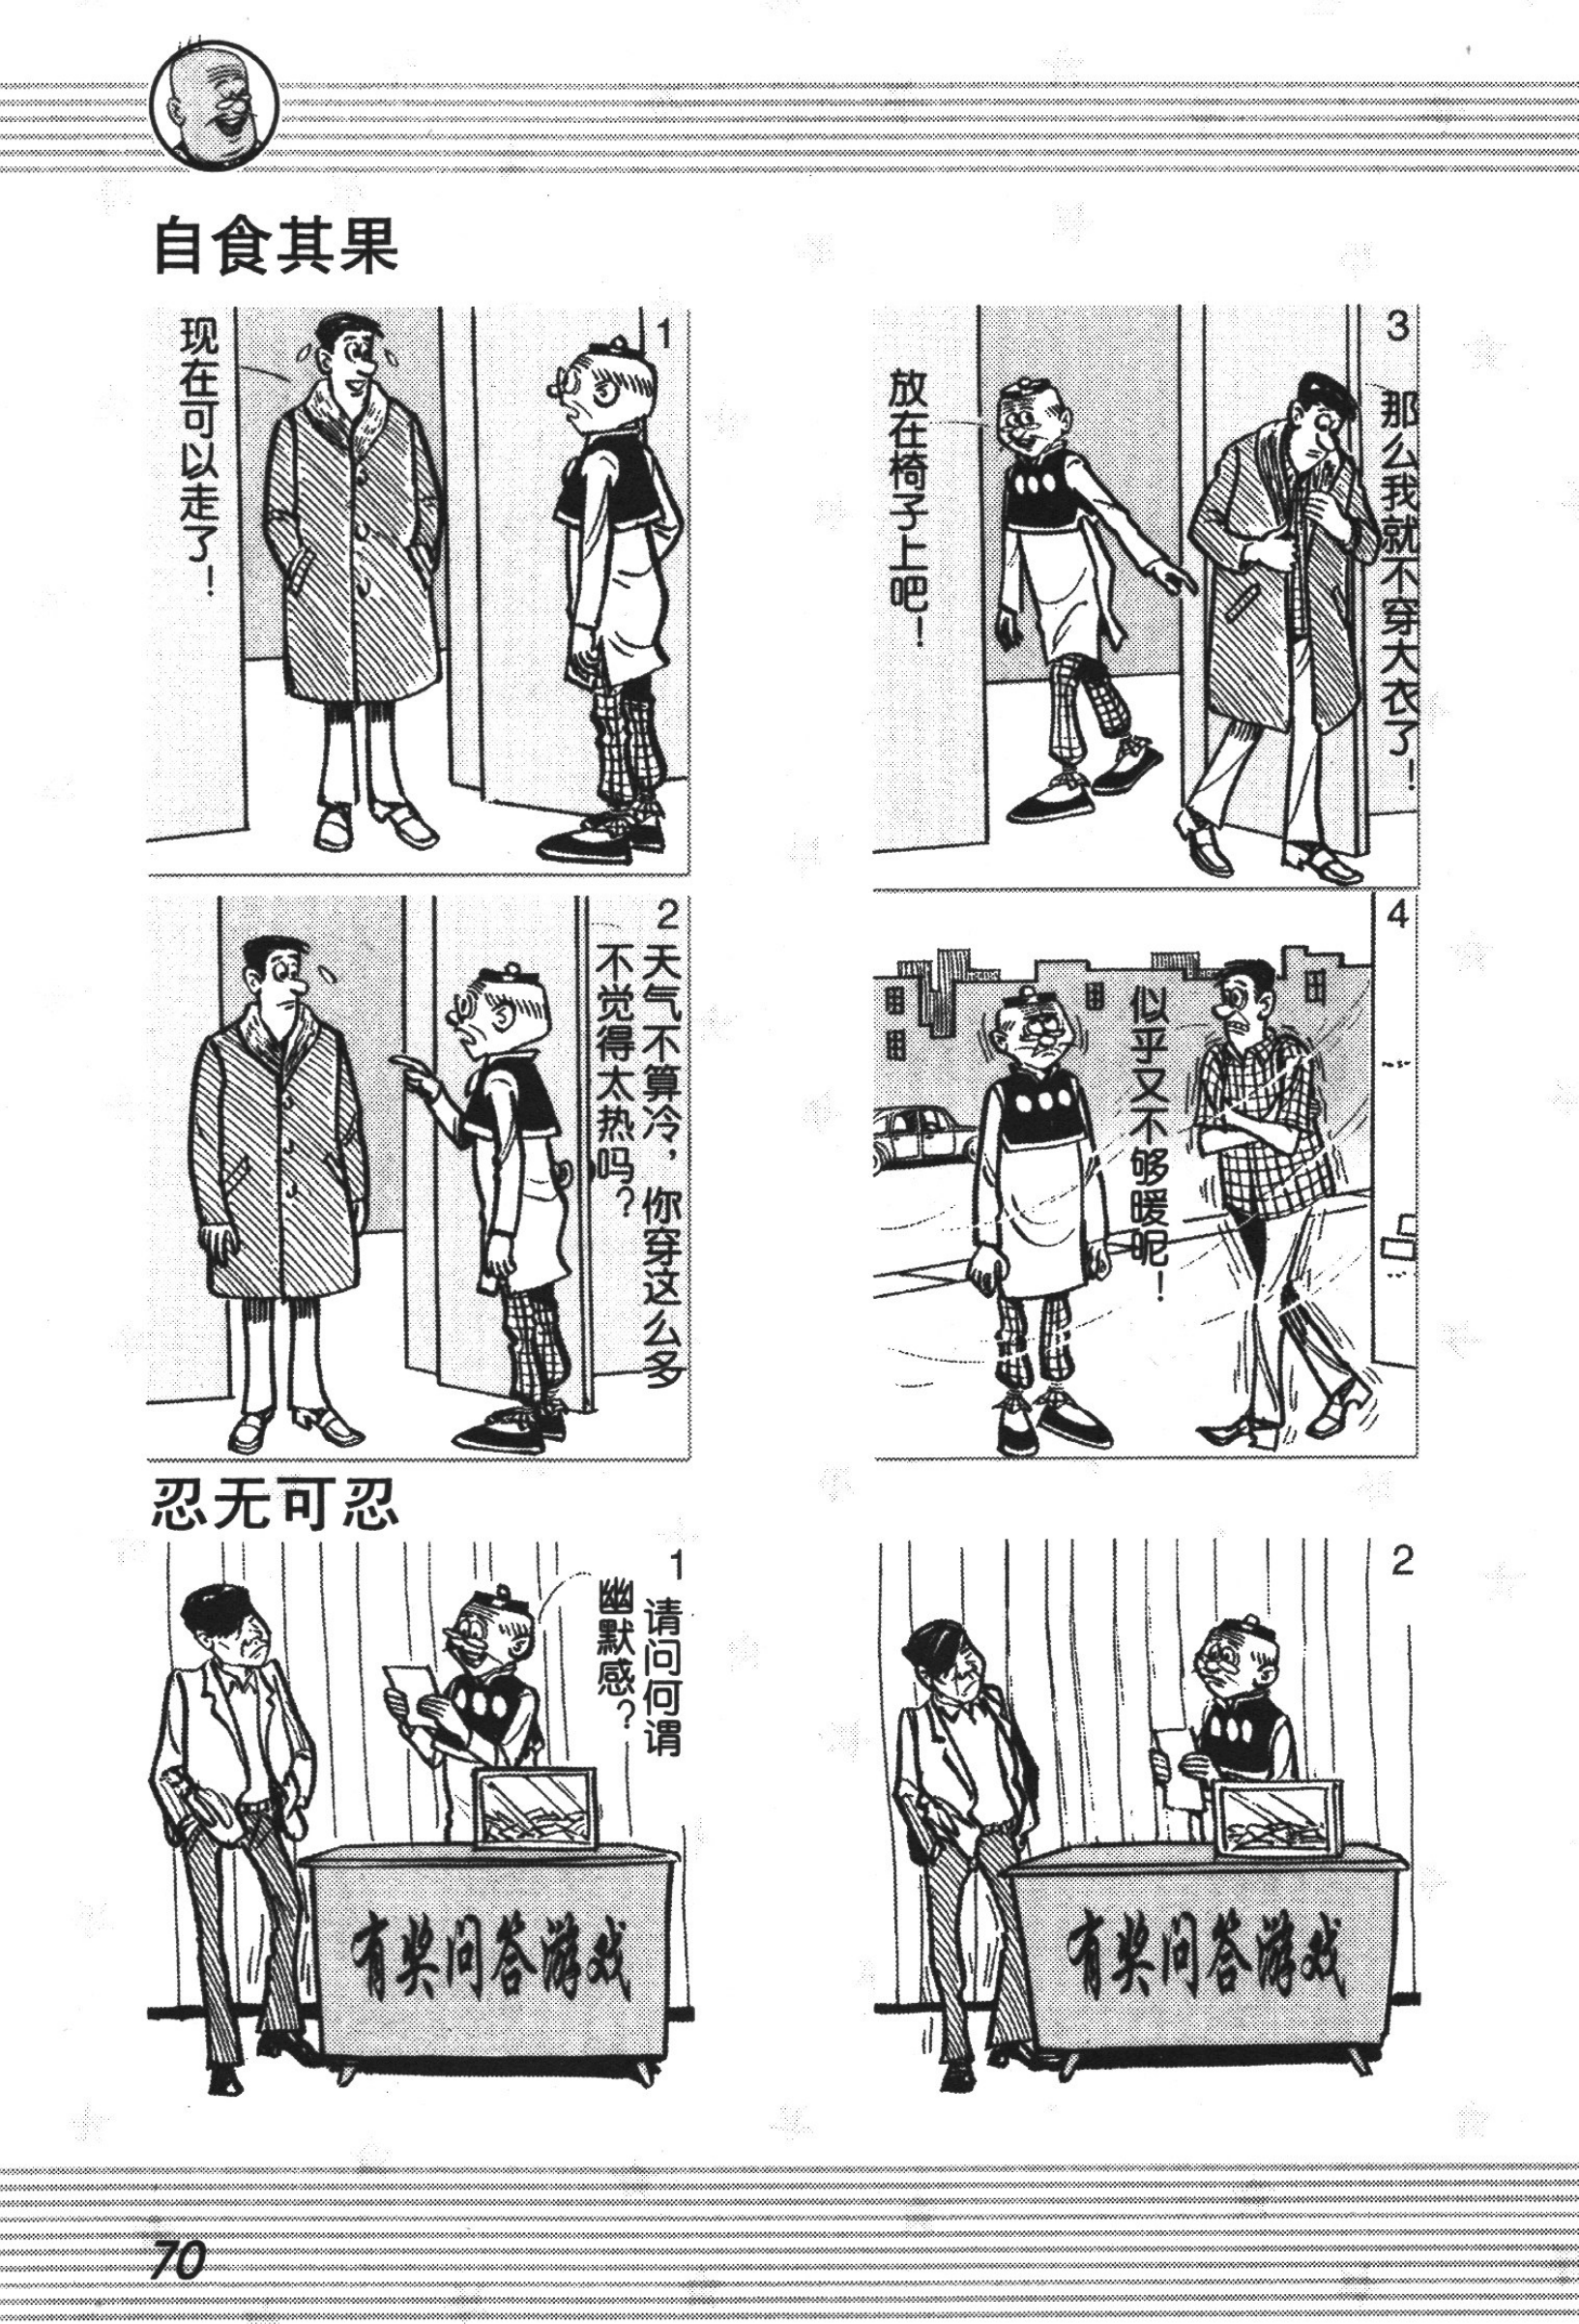 自食其果
1
现在可以走了！
2
天气不算冷，你穿这么多
不觉得太热吗？
3
那么我就不穿大衣了！
放在椅子上吧！
4
似乎又不够暖呢！
忍无可忍
1
请问何谓
幽默感？
有奖问答游戏
2
有奖问答游戏
70